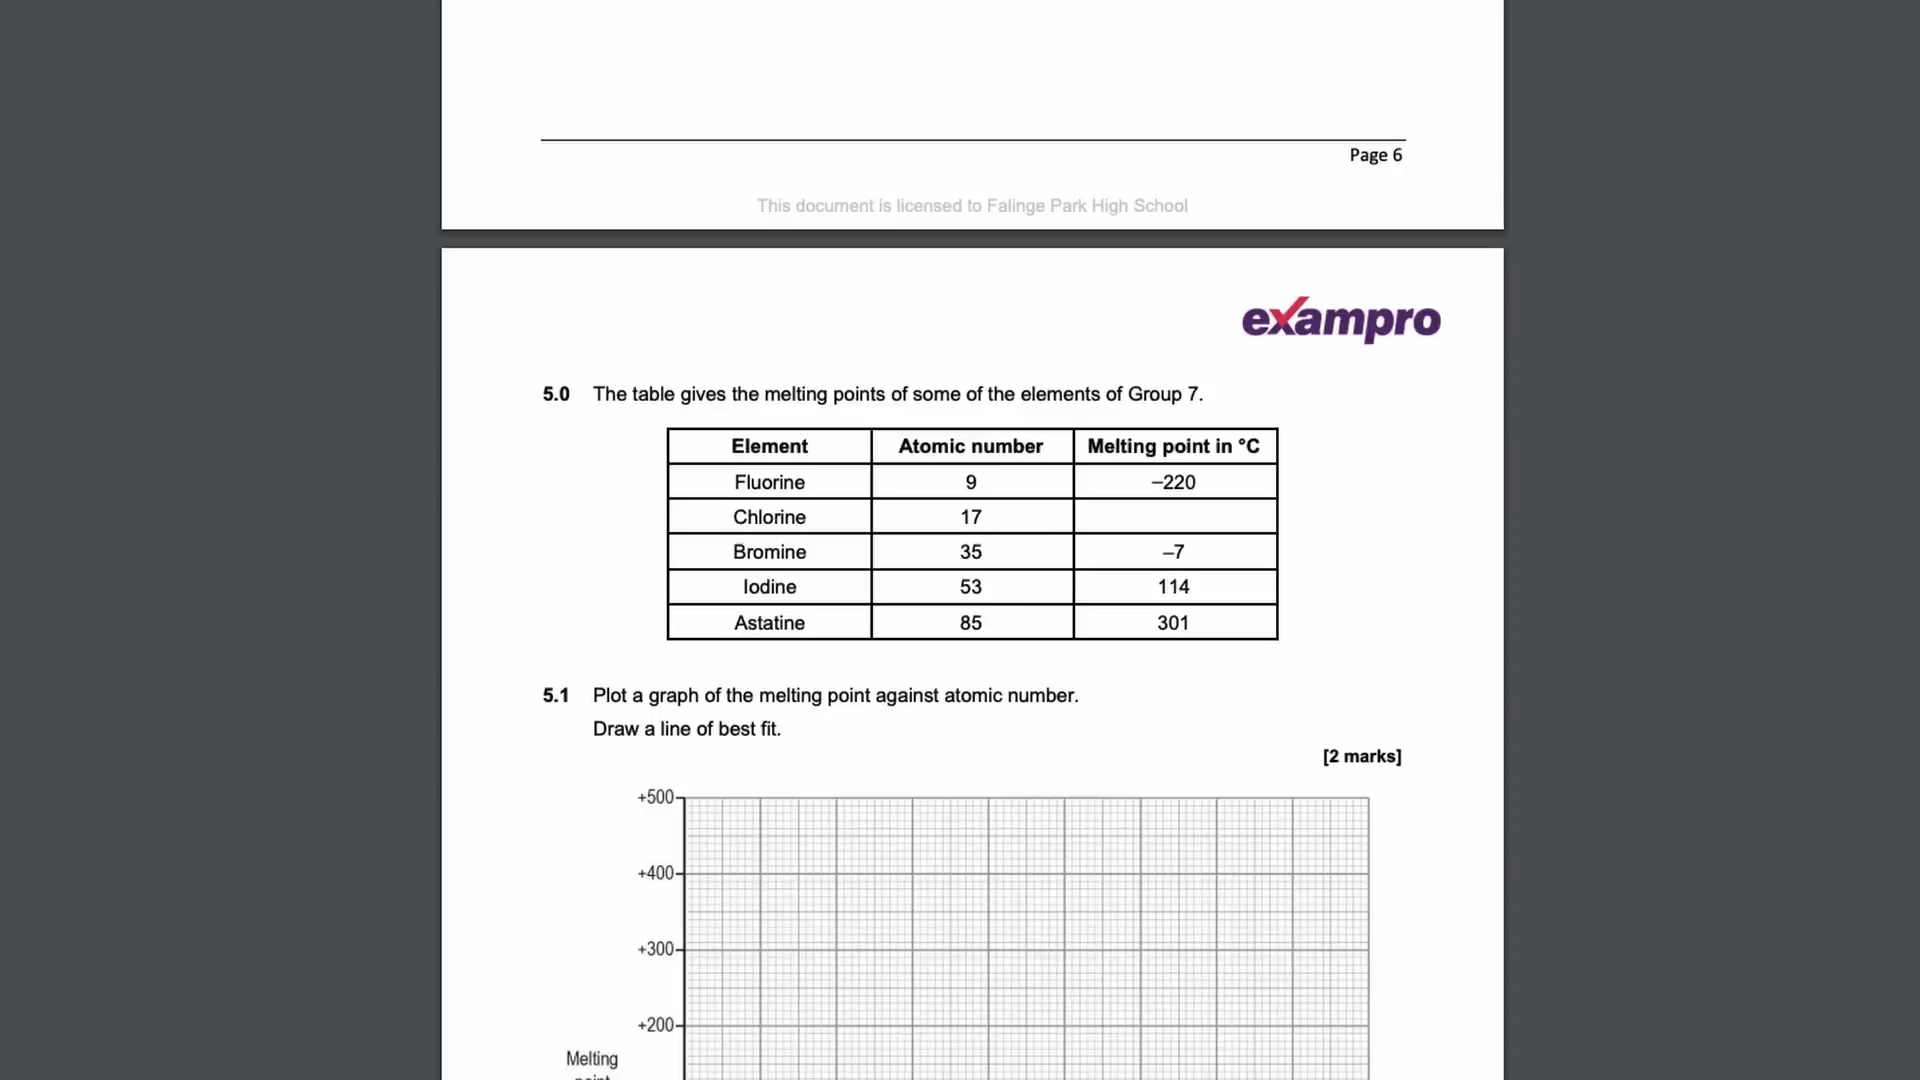 Page 6
This document is licensed to Falinge Park High School
exampro
5.0 The table gives the melting points of some of the elements of Group 7.
Element Atomic number Melting point in °C
Fluorine 9 –220
Chlorine 17
Bromine 35 –7
Iodine 53 114
Astatine 85 301
5.1 Plot a graph of the melting point against atomic number.
Draw a line of best fit.
[2 marks]
+500
+400
+300
+200
Melting